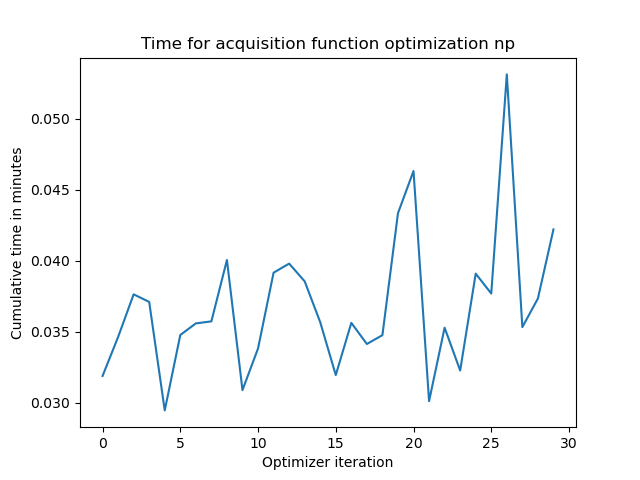 Time for acquisition function optimization np
Cumulative time in minutes
0.050
0.045
0.040
0.035
0.030
0 5 10 15 20 25 30
Optimizer iteration